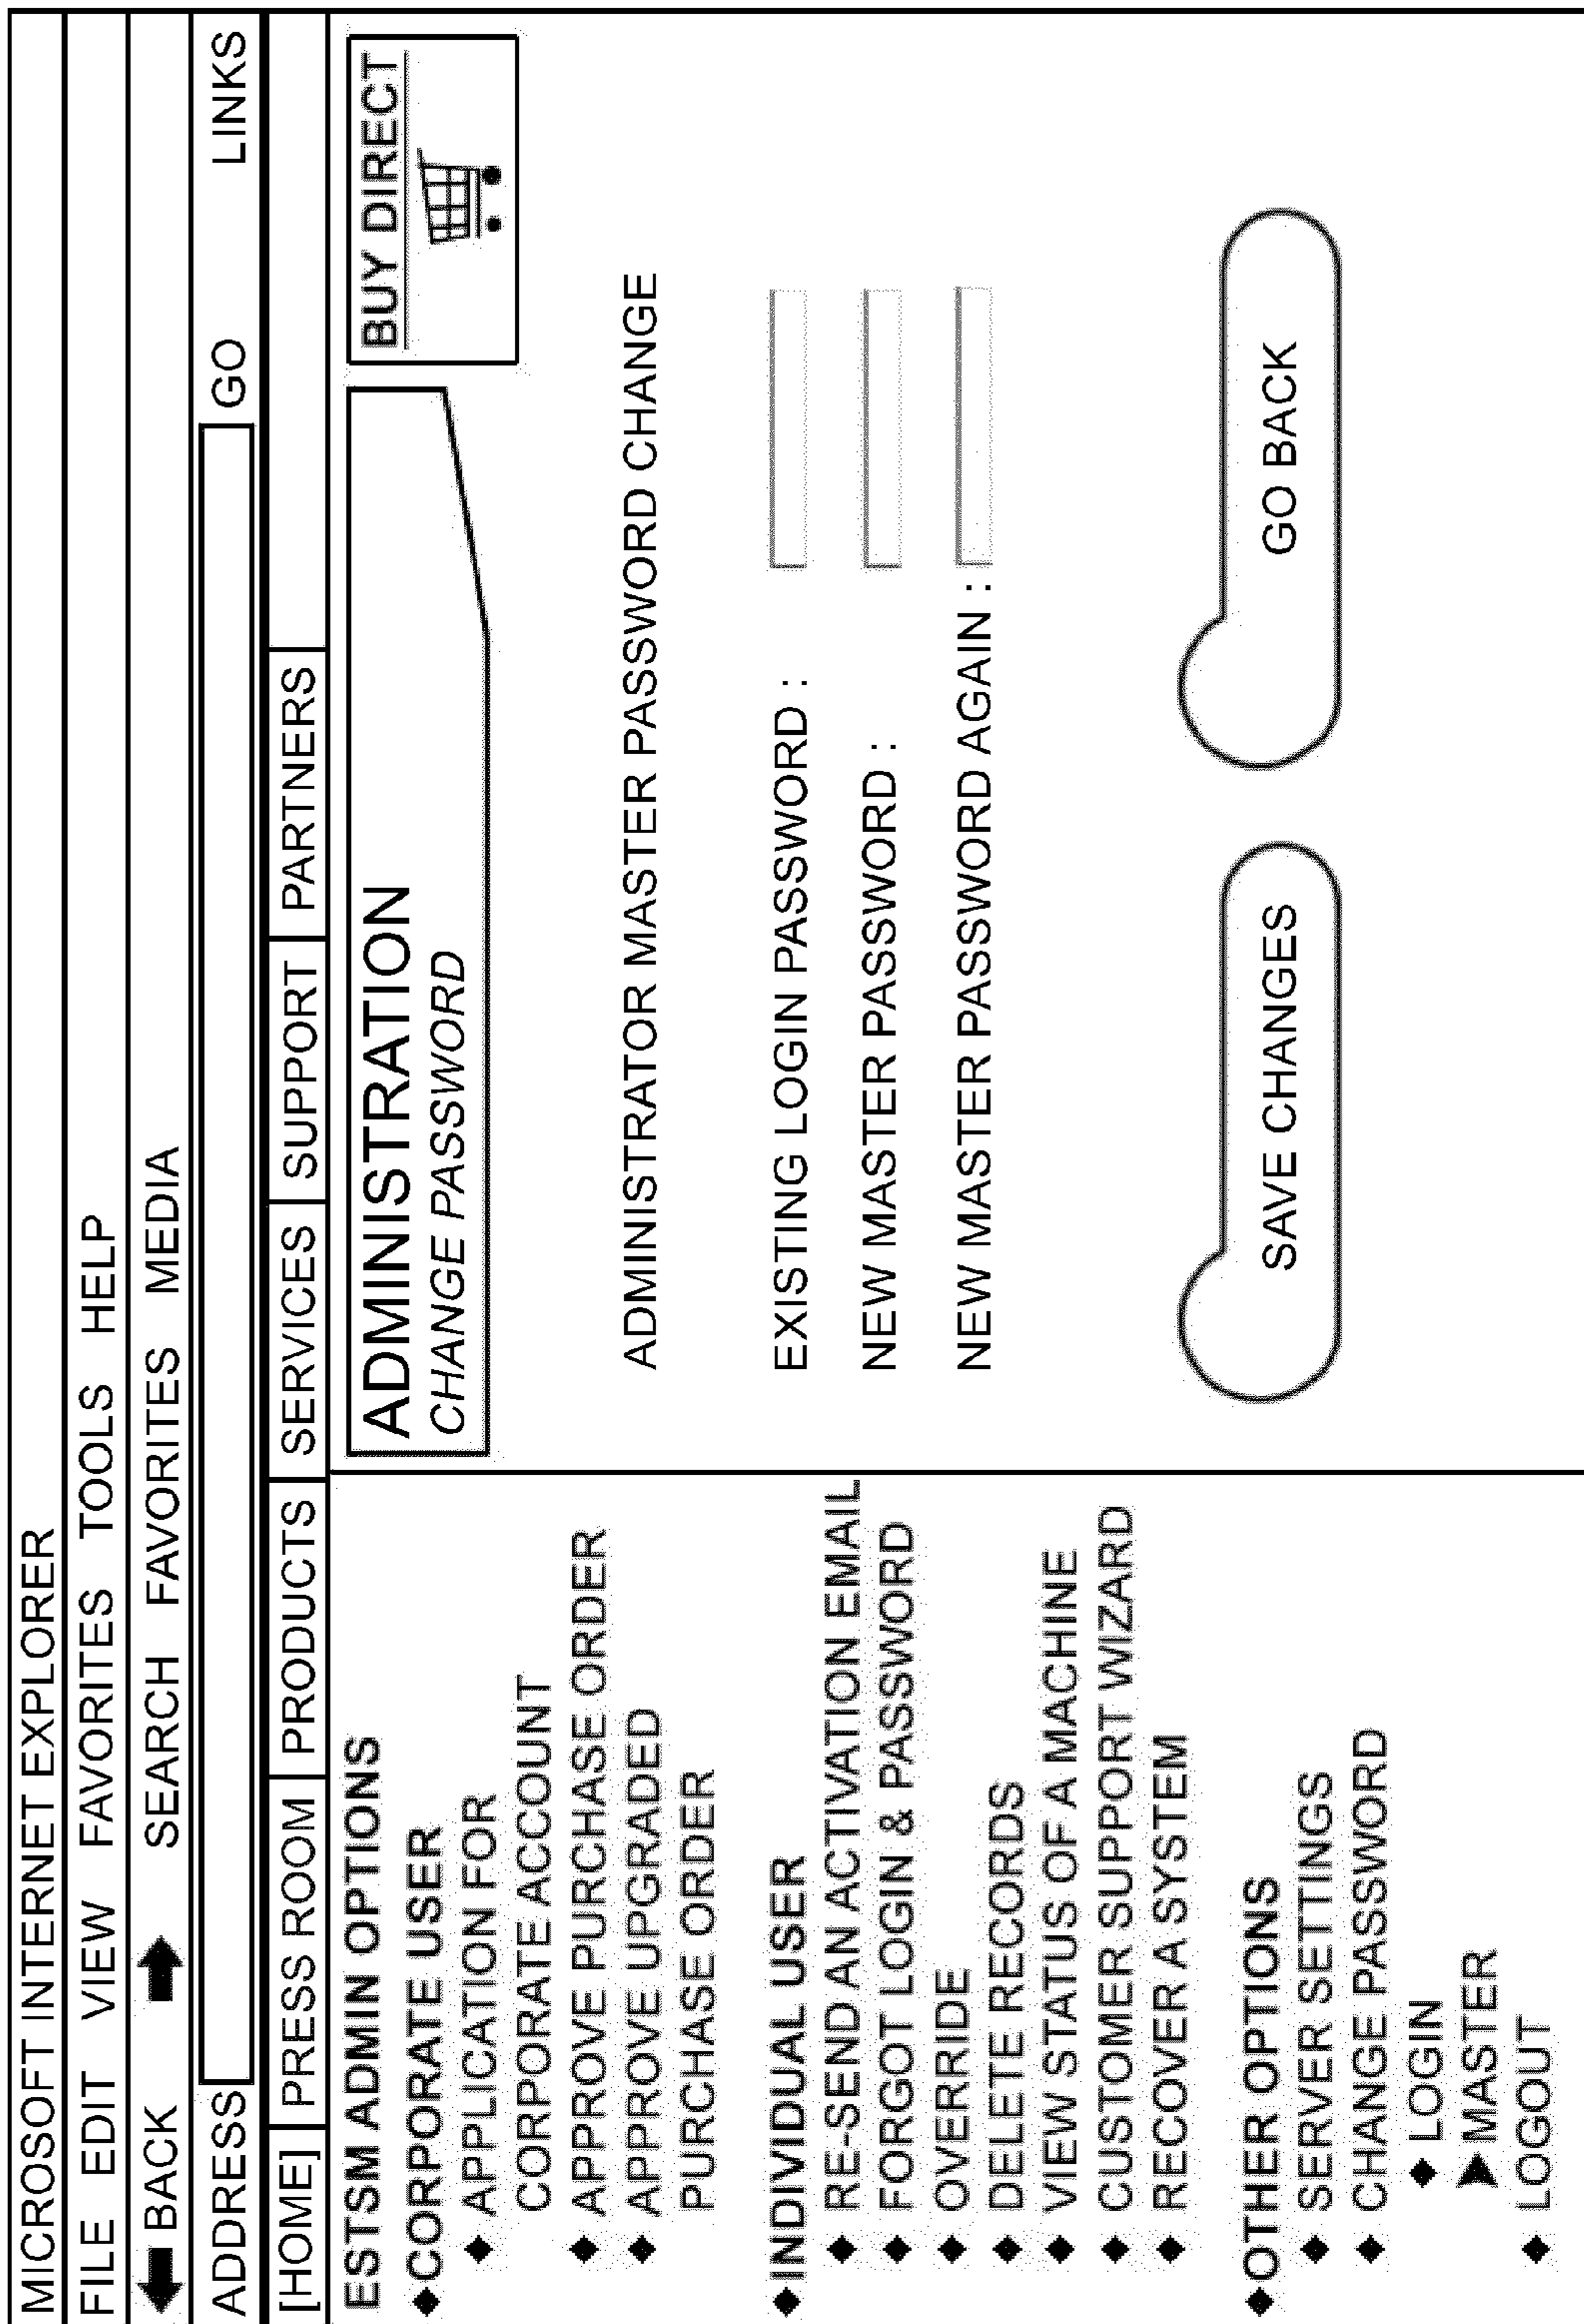 MICROSOFT INTERNET EXPLORER
FILE EDIT VIEW FAVORITES TOOLS HELP
BACK SEARCH FAVORITES MEDIA
ADDRESS GO LINKS
[HOME] PRESS ROOM PRODUCTS SERVICES SUPPORT PARTNERS
ESTSM ADMIN OPTIONS
◆CORPORATE USER
◆ APPLICATION FOR
CORPORATE ACCOUNT
◆ APPROVE PURCHASE ORDER
◆ APPROVE UPGRADED
PURCHASE ORDER
◆INDIVIDUAL USER
◆ RE-SEND AN ACTIVATION EMAIL
◆ FORGOT LOGIN & PASSWORD
◆ OVERRIDE
◆ DELETE RECORDS
◆ VIEW STATUS OF A MACHINE
◆ CUSTOMER SUPPORT WIZARD
◆ RECOVER A SYSTEM
◆OTHER OPTIONS
◆ SERVER SETTINGS
◆ CHANGE PASSWORD
◆ LOGIN
➤MASTER
◆ LOGOUT
ADMINISTRATION
CHANGE PASSWORD
BUY DIRECT
ADMINISTRATOR MASTER PASSWORD CHANGE
EXISTING LOGIN PASSWORD :
NEW MASTER PASSWORD :
NEW MASTER PASSWORD AGAIN :
SAVE CHANGES
GO BACK